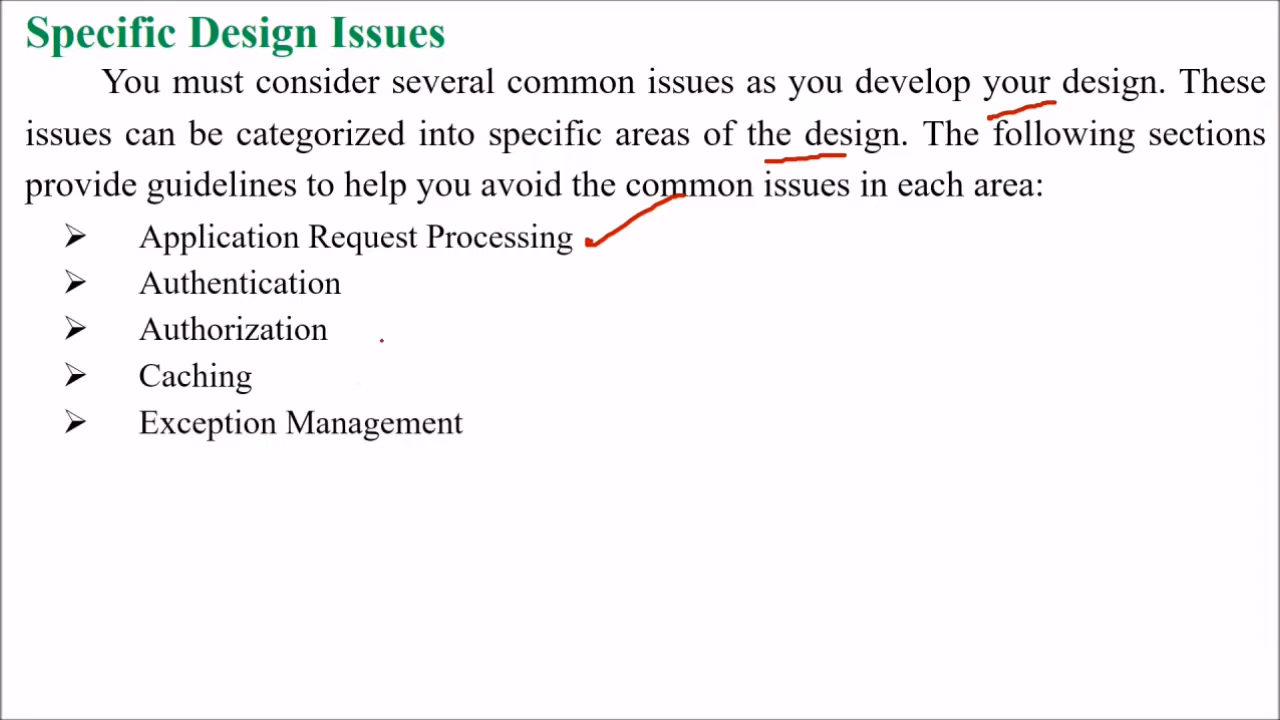 Specific Design Issues
You must consider several common issues as you develop your design. These
issues can be categorized into specific areas of the design. The following sections
provide guidelines to help you avoid the common issues in each area:
➢ Application Request Processing
➢ Authentication
➢ Authorization
➢ Caching
➢ Exception Management